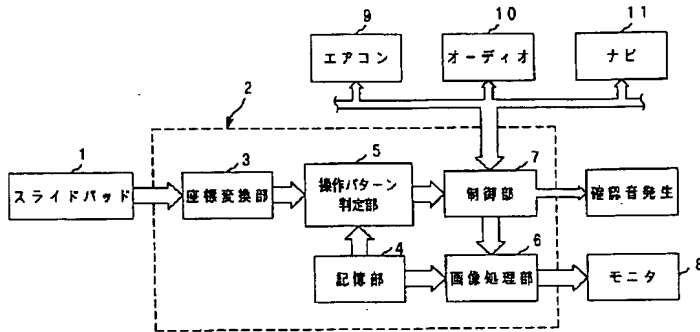 9
10
11
エアコン
オーディオ
ナビ
2
1
3
5
7
スライドパッド
座標変換部
操作パターン
判定部
制御部
確認音発生
4
6
8
記憶部
画像処理部
モニタ